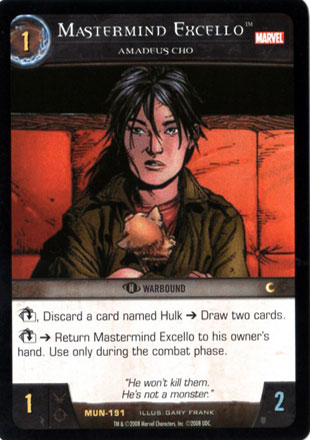 1
MASTERMIND EXCELLO™
MARVEL
AMADEUS CHO
WARBOUND
, Discard a card named Hulk → Draw two cards.
→ Return Mastermind Excello to his owner's
hand. Use only during the combat phase.
"He won't kill them.
He's not a monster."
1
MUN-191
ILLUS: GARY FRANK
2
TM & ©2008 Marvel Characters, Inc. ©2008 UDC.